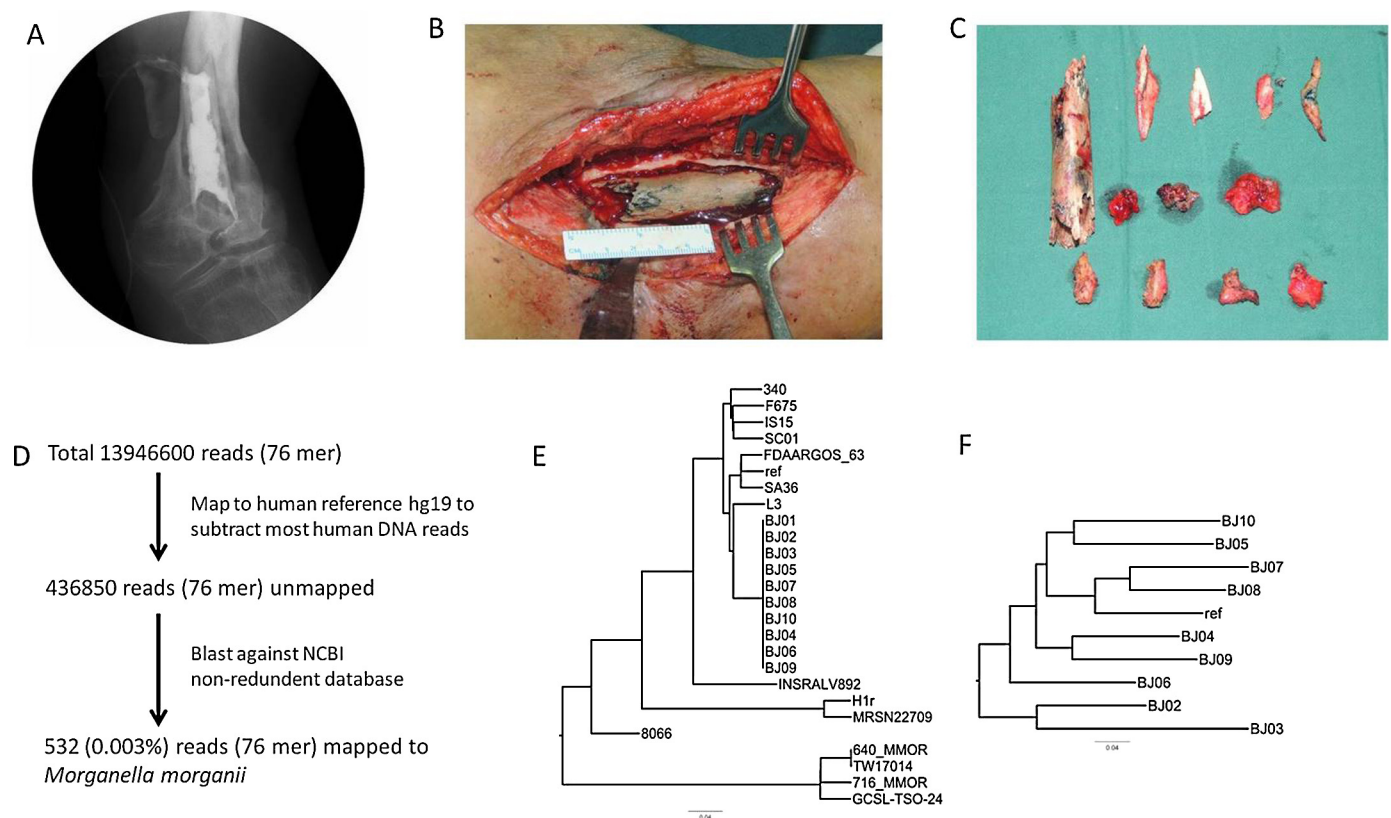 A
B
C
D
Total 13946600 reads (76 mer)
Map to human reference hg19 to
subtract most human DNA reads
436850 reads (76 mer) unmapped
Blast against NCBI
non-redundent database
532 (0.003%) reads (76 mer) mapped to
Morganella morganii
E
340
F675
IS15
SC01
FDAARGOS_63
ref
SA36
L3
BJ01
BJ02
BJ03
BJ05
BJ07
BJ08
BJ10
BJ04
BJ06
BJ09
INSRALV892
H1r
MRSN22709
8066
640_MMOR
TW17014
716_MMOR
GCSL-TSO-24
0.04
F
BJ10
BJ05
BJ07
BJ08
ref
BJ04
BJ09
BJ06
BJ02
BJ03
0.04